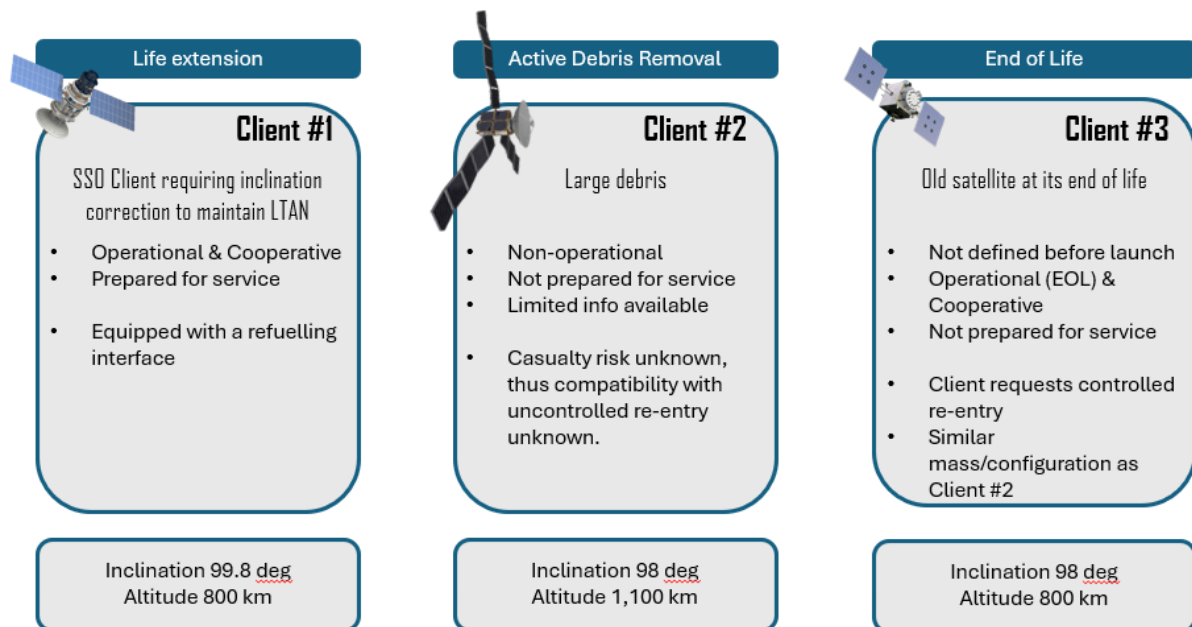 Life extension
Client #1
SSO Client requiring inclination
correction to maintain LTAN
• Operational & Cooperative
• Prepared for service
• Equipped with a refuelling
interface
Inclination 99.8 deg
Altitude 800 km
Active Debris Removal
Client #2
Large debris
• Non-operational
• Not prepared for service
• Limited info available
• Casualty risk unknown,
thus compatibility with
uncontrolled re-entry
unknown.
Inclination 98 deg
Altitude 1,100 km
End of Life
Client #3
Old satellite at its end of life
• Not defined before launch
• Operational (EOL) &
Cooperative
• Not prepared for service
• Client requests controlled
re-entry
• Similar
mass/configuration as
Client #2
Inclination 98 deg
Altitude 800 km